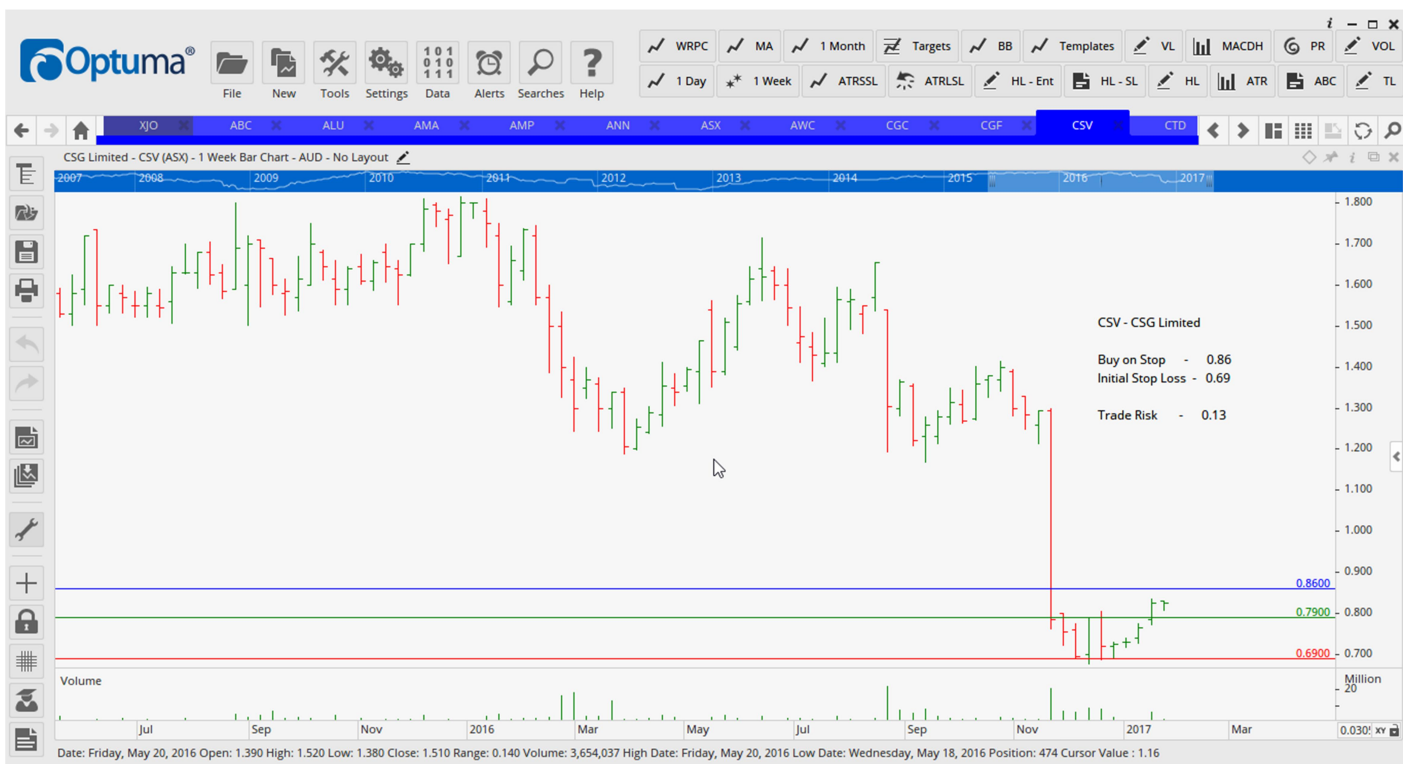 i
Optuma®
File
New
Tools
Settings
101
010
111
Data
Alerts
Searches
?
Help
WRPC
MA
1 Month
Targets
BB
Templates
VL
MACDH
PR
VOL
1 Day
1 Week
ATRSSL
ATRLSL
HL - Ent
HL - SL
HL
ATR
ABC
TL
XJO
ABC
ALU
AMA
AMP
ANN
ASX
AWC
CGC
CGF
CSV
CTD
CSG Limited - CSV (ASX) - 1 Week Bar Chart - AUD - No Layout
i
2007
2008
2009
2010
2011
2012
2013
2014
2015
2016
2017
1.800
1.700
1.600
1.500
1.400
1.300
1.200
1.100
1.000
0.900
0.800
0.700
CSV - CSG Limited
Buy on Stop - 0.86
Initial Stop Loss - 0.69
Trade Risk - 0.13
0.8600
0.7900
0.6900
Volume
Million
20
Jul
Sep
Nov
2016
Mar
May
Jul
Sep
Nov
2017
Mar
XY
Date: Friday, May 20, 2016 Open: 1.390 High: 1.520 Low: 1.380 Close: 1.510 Range: 0.140 Volume: 3,654,037 High Date: Friday, May 20, 2016 Low Date: Wednesday, May 18, 2016 Position: 474 Cursor Value : 1.16